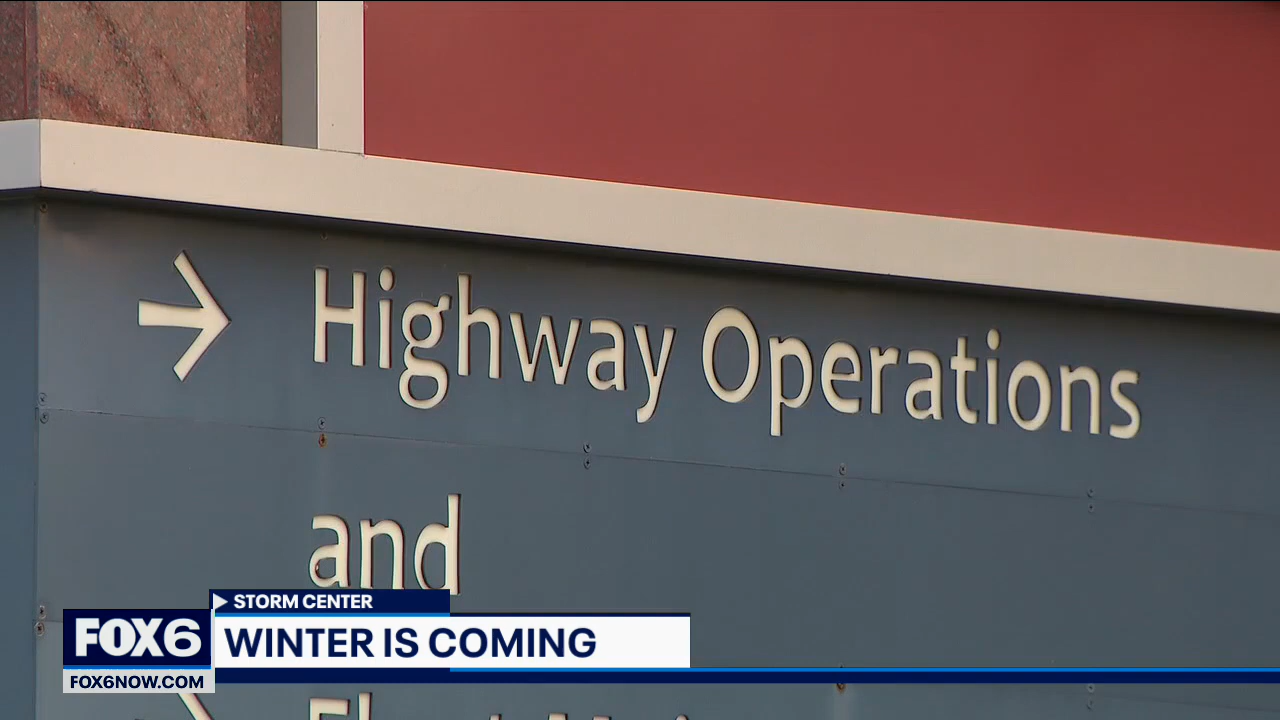 → Highway Operations
and
▶ STORM CENTER
FOX6
WINTER IS COMING
FOX6NOW.COM